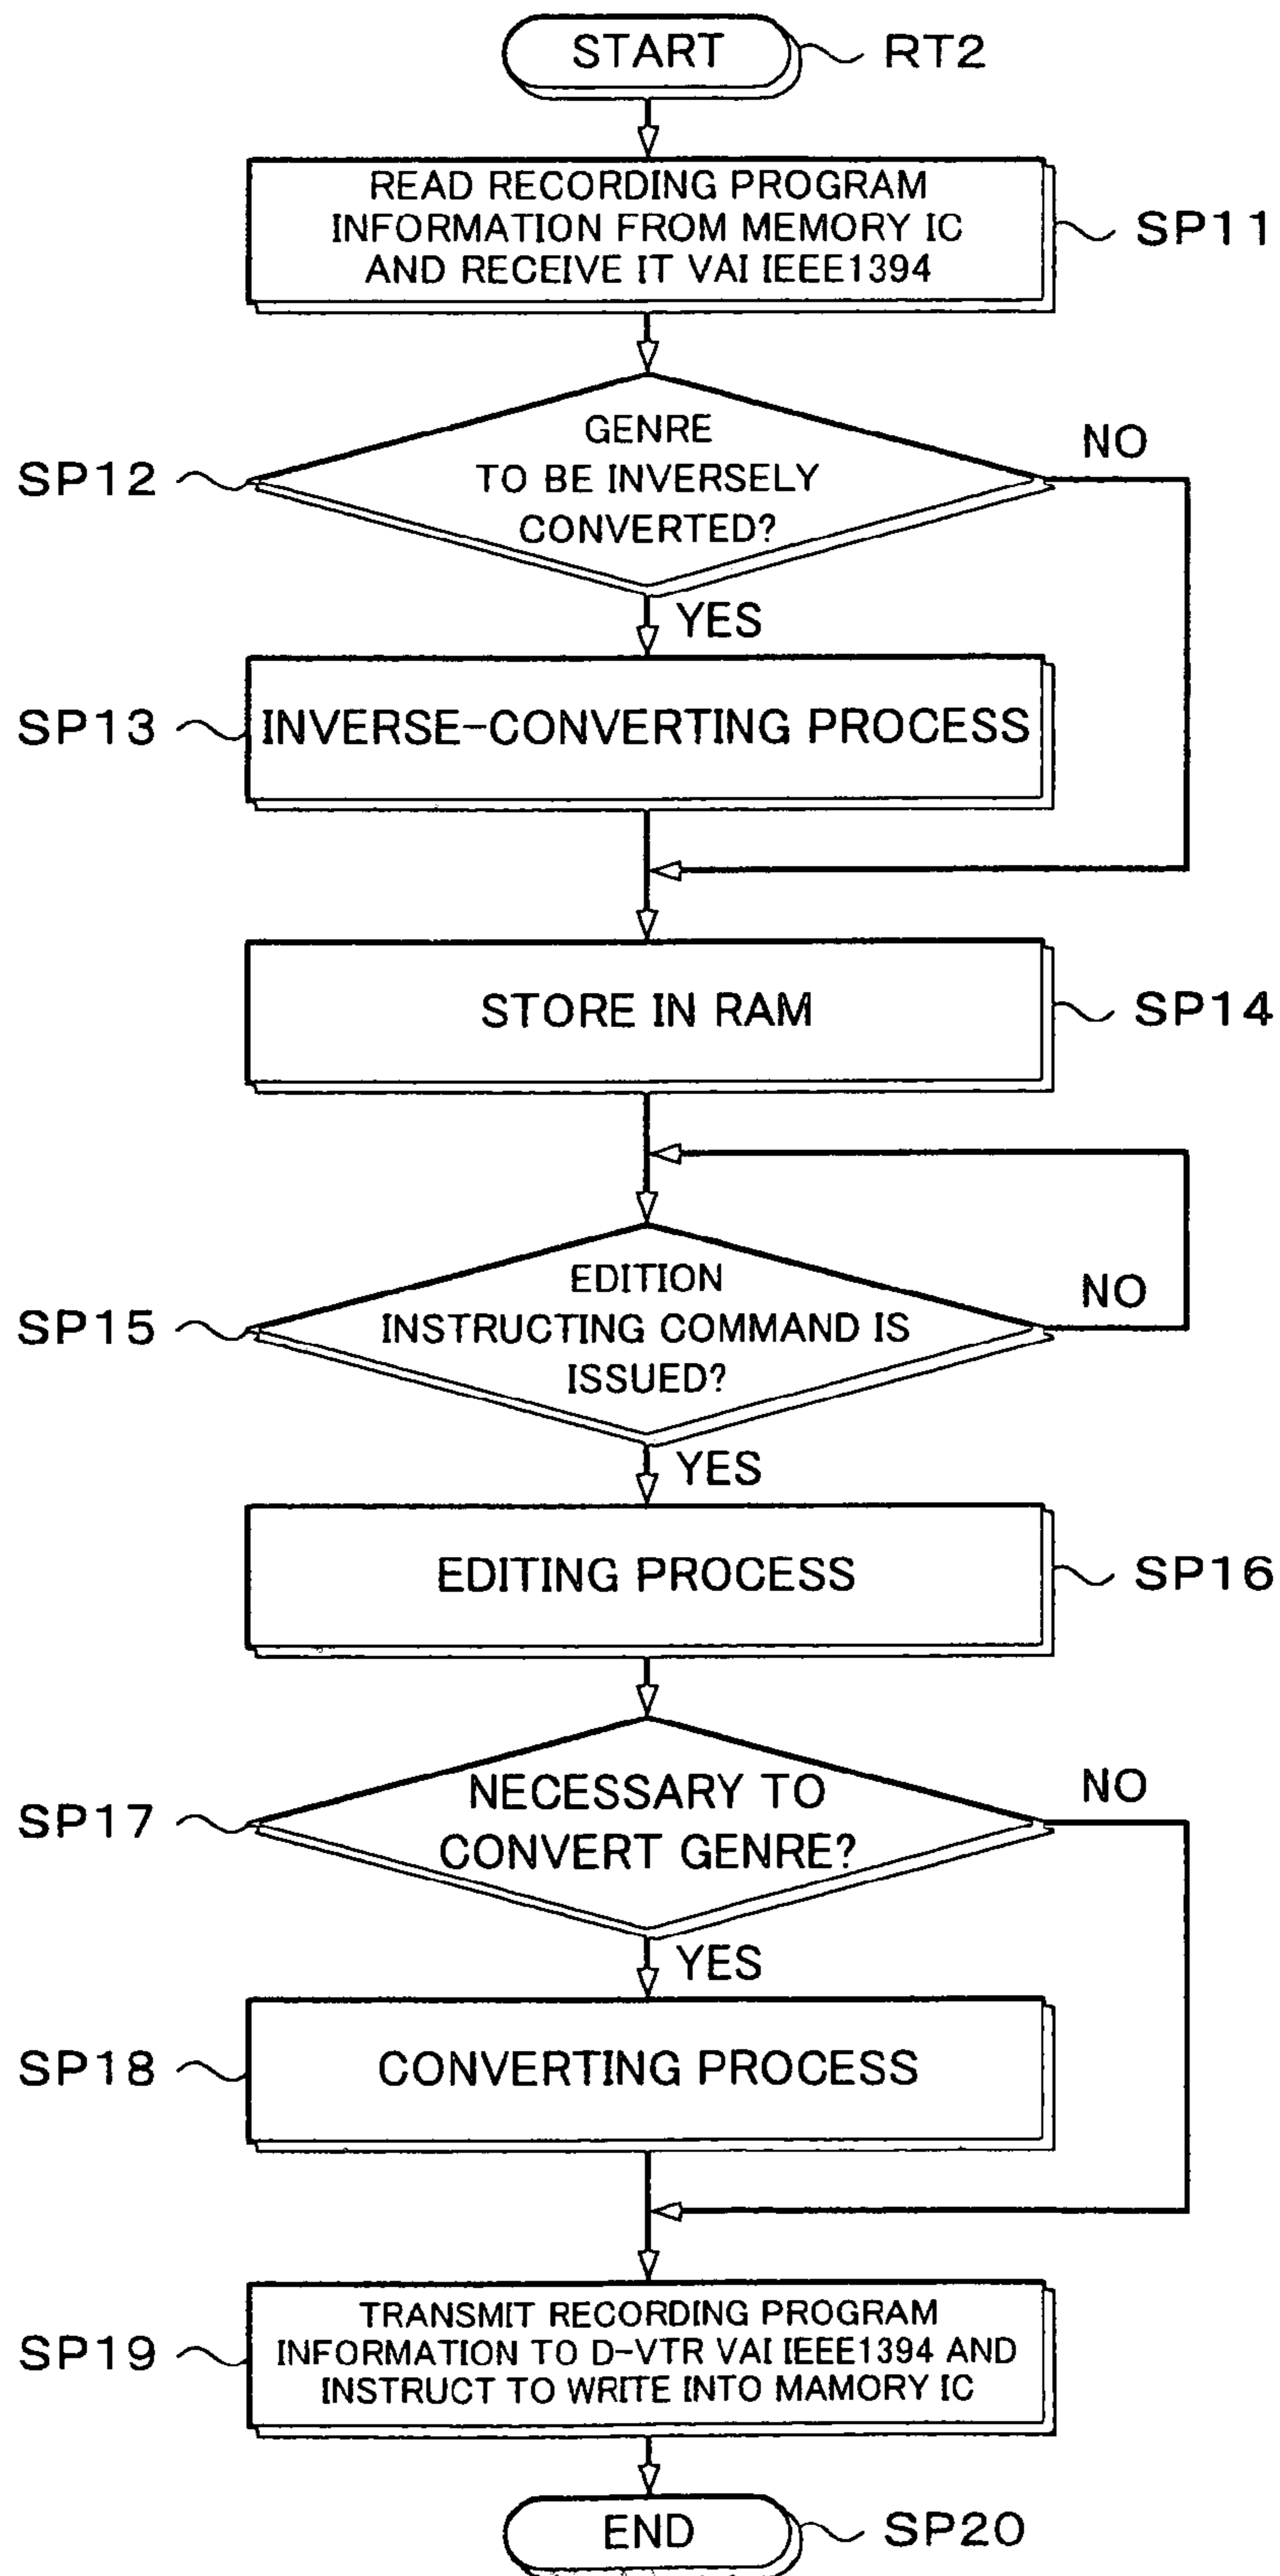 START
RT2
READ RECORDING PROGRAM
INFORMATION FROM MEMORY IC
AND RECEIVE IT VAI IEEE1394
SP11
GENRE
TO BE INVERSELY
CONVERTED?
SP12
NO
YES
INVERSE-CONVERTING PROCESS
SP13
STORE IN RAM
SP14
EDITION
INSTRUCTING COMMAND IS
ISSUED?
SP15
NO
YES
EDITING PROCESS
SP16
NECESSARY TO
CONVERT GENRE?
SP17
NO
YES
CONVERTING PROCESS
SP18
TRANSMIT RECORDING PROGRAM
INFORMATION TO D-VTR VAI IEEE1394 AND
INSTRUCT TO WRITE INTO MAMORY IC
SP19
END
SP20